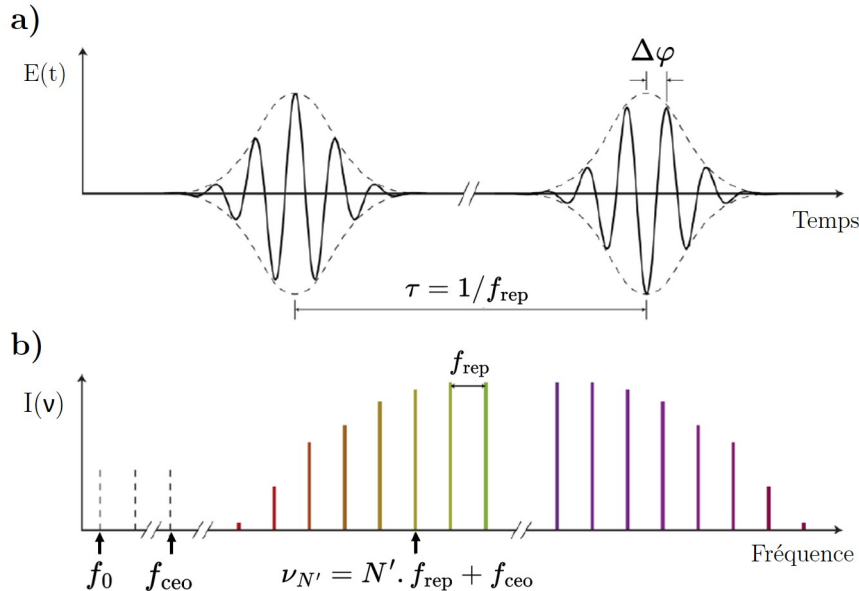 a)
E(t)
Δφ
Temps
τ = 1/f_rep
b)
I(ν)
f_rep
f_0
f_ceo
ν_N′ = N′. f_rep + f_ceo
Fréquence